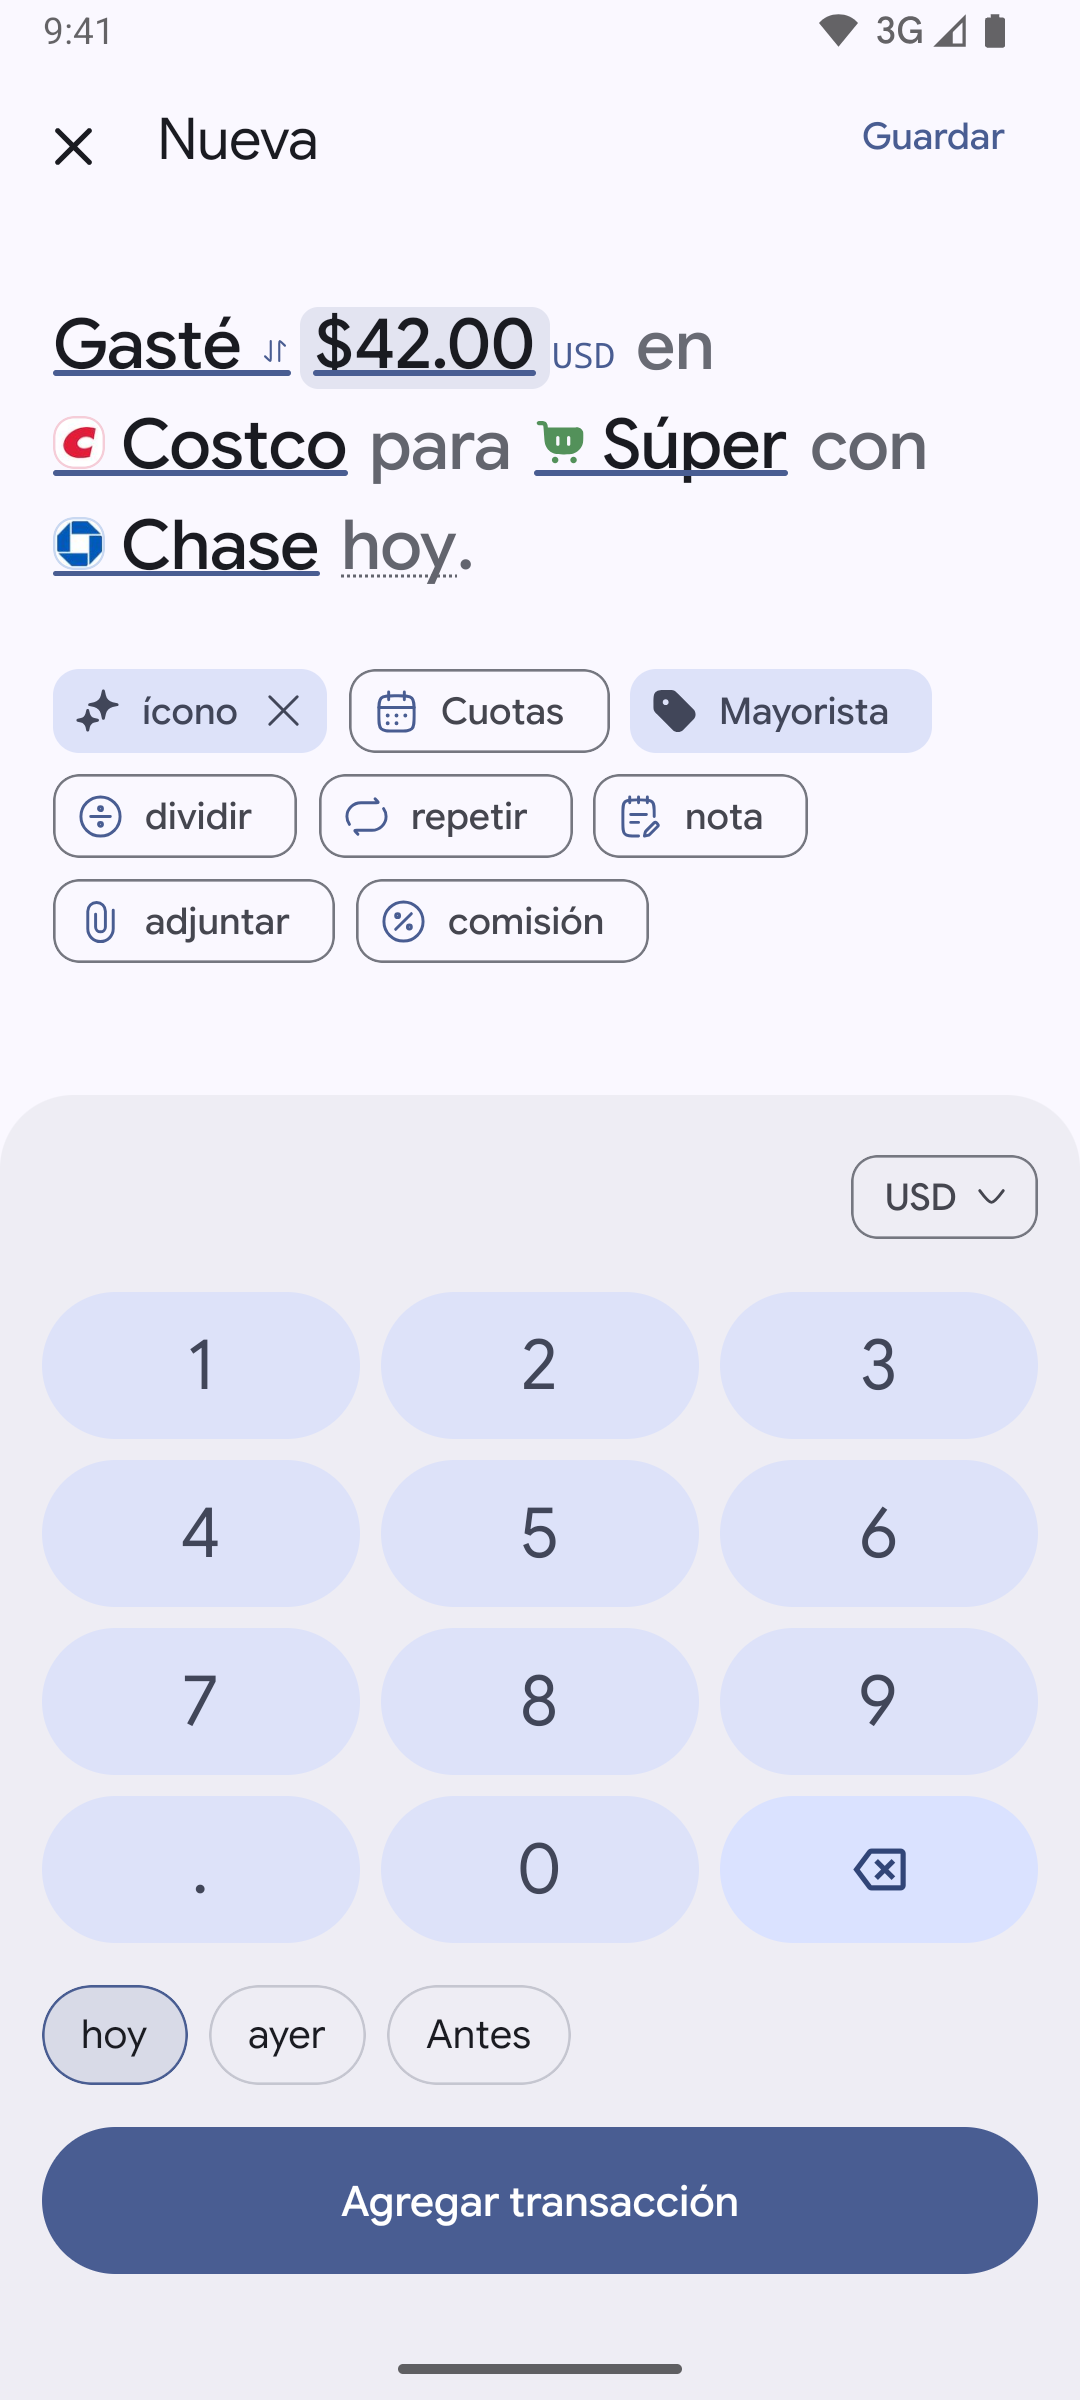 9:41
3G
Nueva
Guardar
Gasté $42.00 USD en
Costco para Súper con
Chase hoy.
ícono
Cuotas
Mayorista
dividir
repetir
nota
adjuntar
comisión
USD
1 2 3
4 5 6
7 8 9
. 0
hoy ayer Antes
Agregar transacción